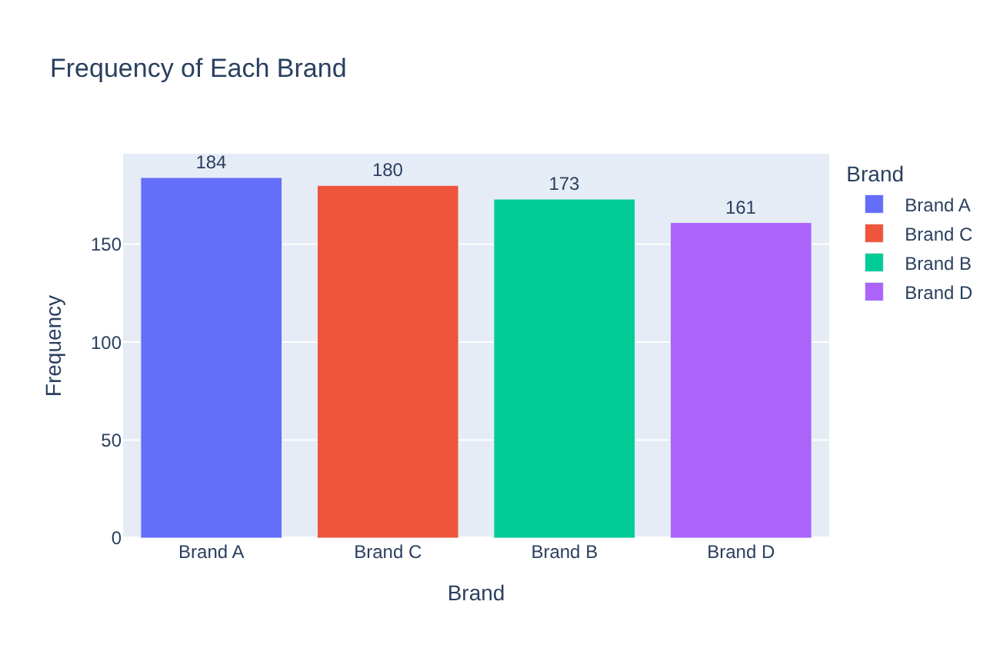 Frequency of Each Brand
184
180
173
161
150
100
50
0
Frequency
Brand A
Brand C
Brand B
Brand D
Brand
Brand
Brand A
Brand C
Brand B
Brand D